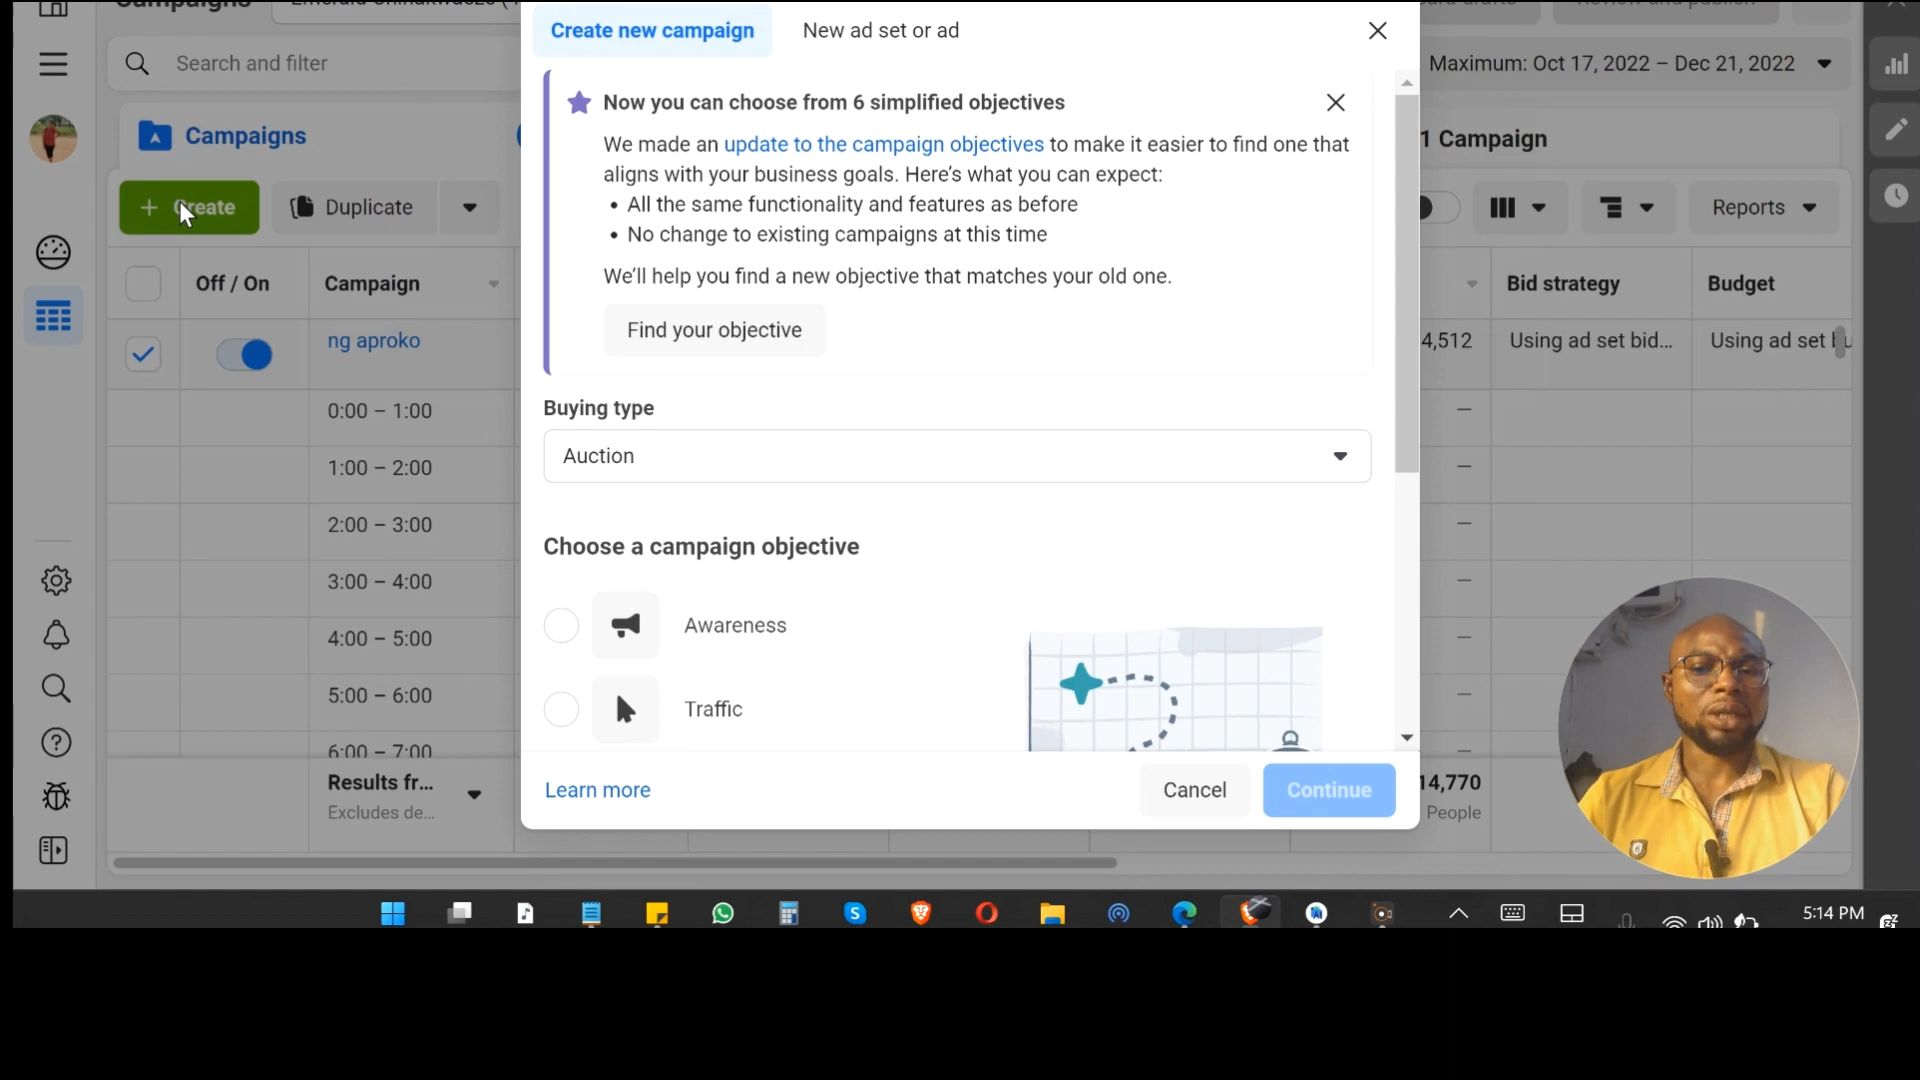 Campaigns
Create new campaign
New ad set or ad
Search and filter
Maximum: Oct 17, 2022 – Dec 21, 2022
Now you can choose from 6 simplified objectives
We made an update to the campaign objectives to make it easier to find one that
aligns with your business goals. Here's what you can expect:
• All the same functionality and features as before
• No change to existing campaigns at this time
We'll help you find a new objective that matches your old one.
Find your objective
Campaigns
1 Campaign
+ Create
Duplicate
Reports
Off / On
Campaign
Bid strategy
Budget
ng aproko
4,512
Using ad set bid...
Using ad set bu
0:00 – 1:00
—
1:00 – 2:00
—
2:00 – 3:00
—
3:00 – 4:00
—
4:00 – 5:00
—
5:00 – 6:00
—
6:00 – 7:00
—
Buying type
Auction
Choose a campaign objective
Awareness
Traffic
Results fr...
Excludes de...
14,770
People
Learn more
Cancel
Continue
5:14 PM